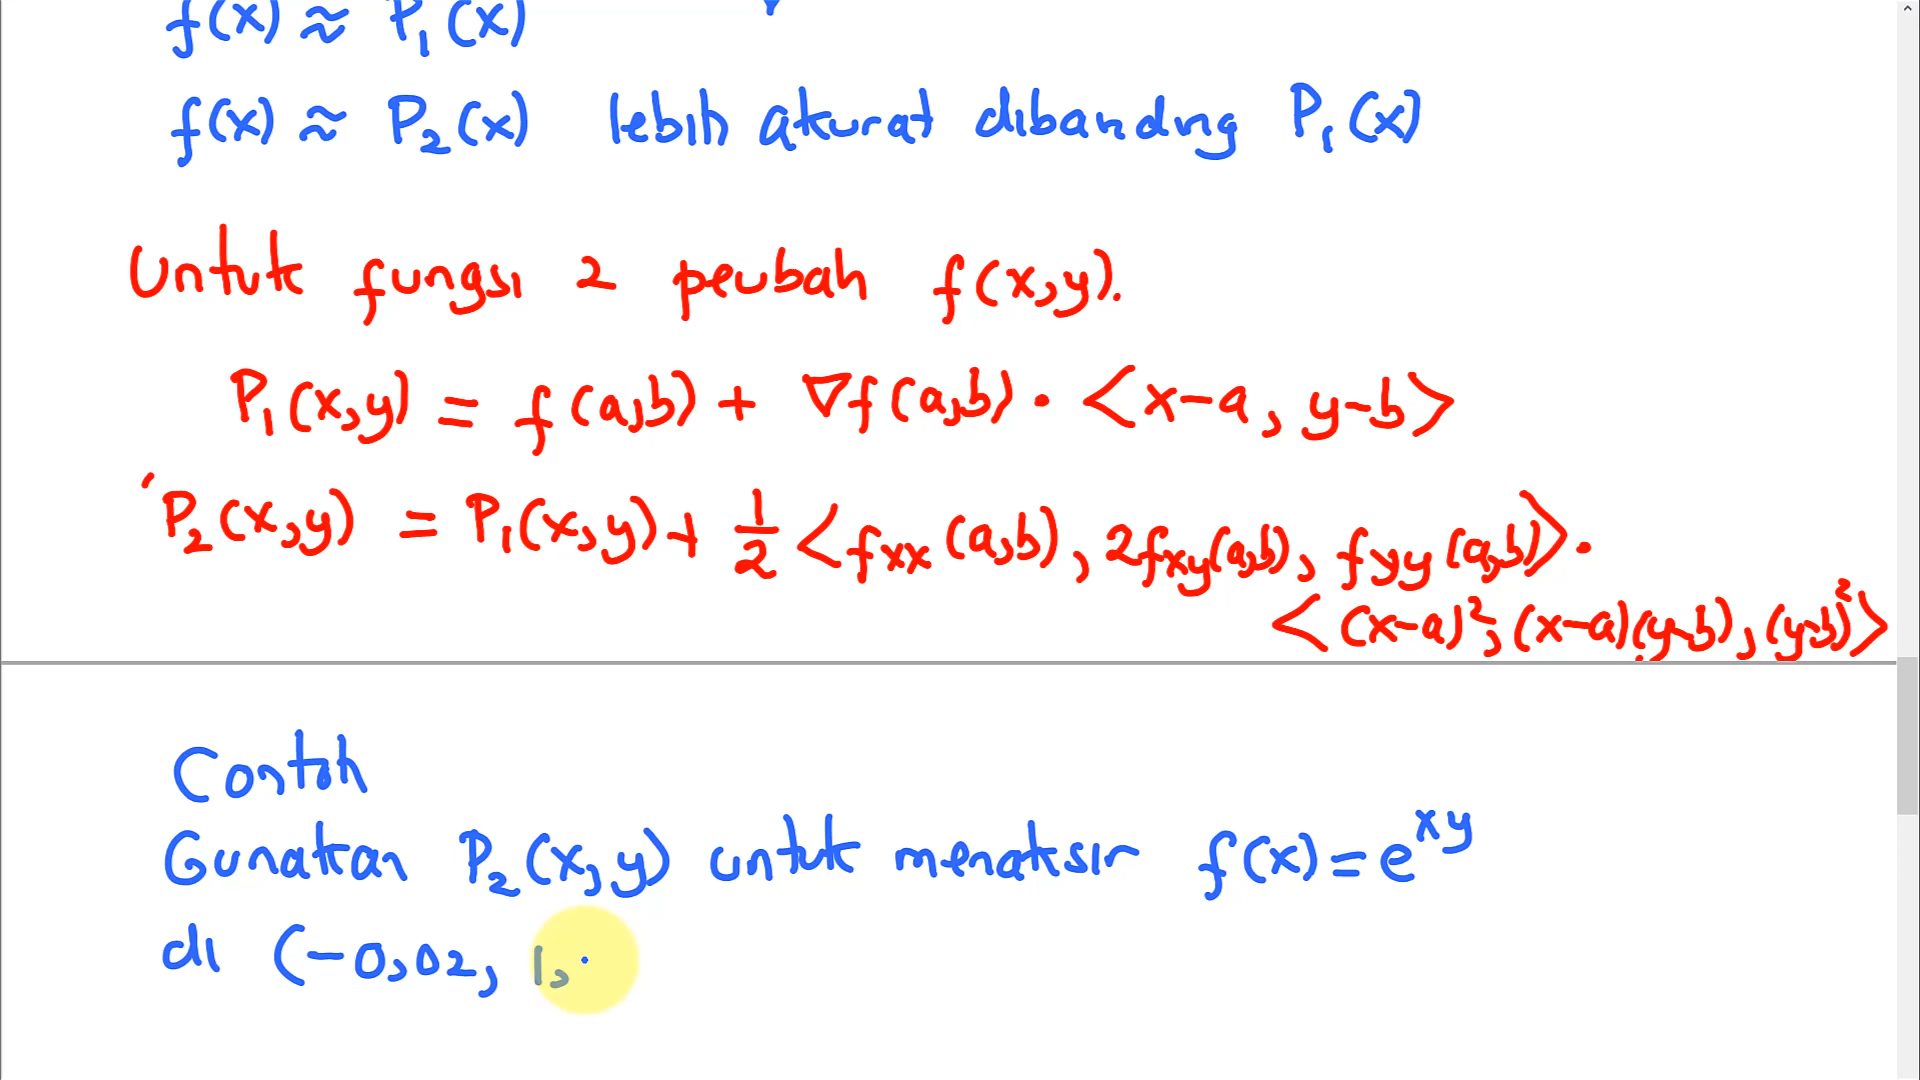 f(x) ≈ P₁(x)
f(x) ≈ P₂(x) lebih akurat dibandng P₁(x)
Untuk fungsi 2 peubah f(x,y).
P₁(x,y) = f(a,b) + ∇f(a,b) · <x-a, y-b>
P₂(x,y) = P₁(x,y) + 1/2 <fxx(a,b), 2fxy(a,b), fyy(a,b)> ·
<(x-a)², (x-a)(y-b), (y-b)²>
Contoh
Gunakan P₂(x,y) untuk menaksir f(x) = e^xy
di (-0,02, 1,